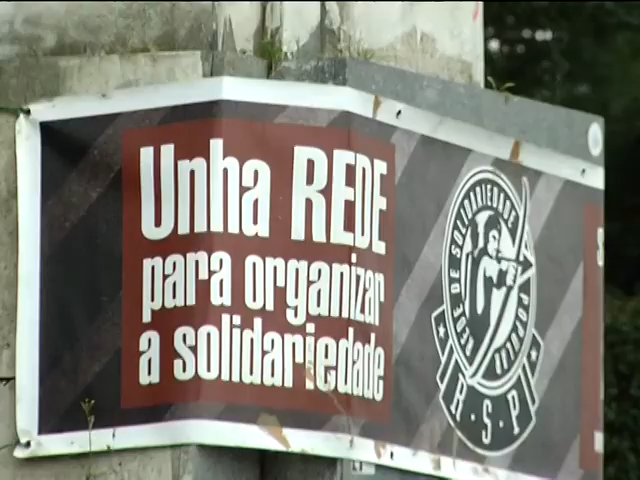 Unha REDE
para organizar
a solidariedade
REDE DE SOLIDARIEDADE POPULAR
R·S·P